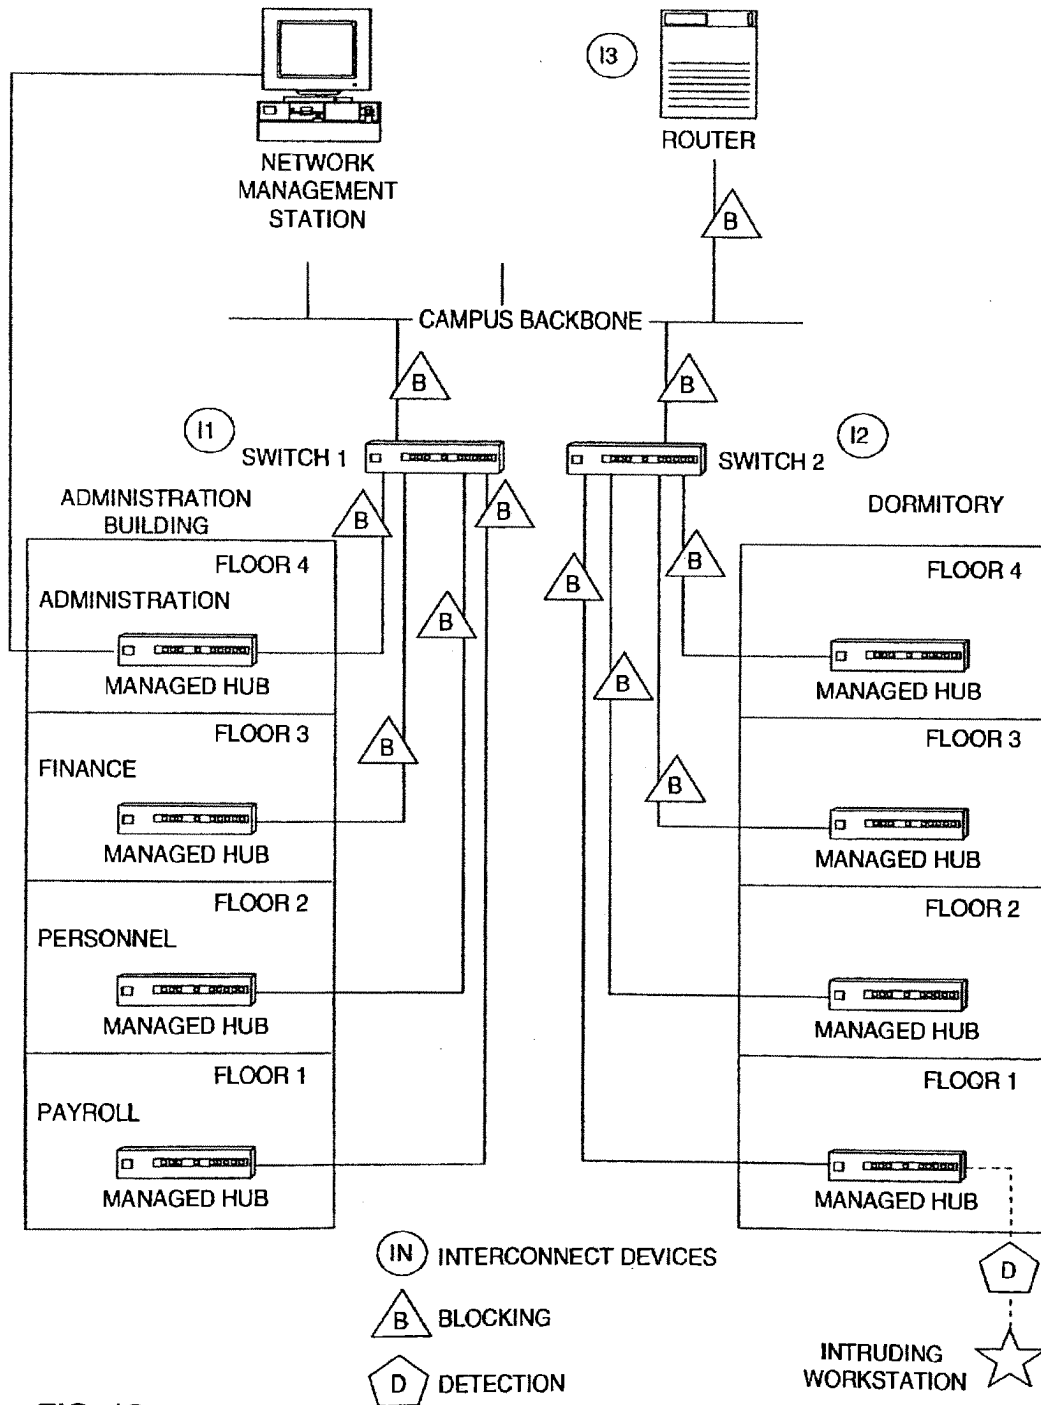 I3
ROUTER
NETWORK
MANAGEMENT
STATION
B
CAMPUS BACKBONE
B
B
I1
SWITCH 1
SWITCH 2
I2
ADMINISTRATION
BUILDING
DORMITORY
B
B
B
B
B
B
B
B
FLOOR 4
ADMINISTRATION
MANAGED HUB
FLOOR 3
FINANCE
MANAGED HUB
FLOOR 2
PERSONNEL
MANAGED HUB
FLOOR 1
PAYROLL
MANAGED HUB
FLOOR 4
MANAGED HUB
FLOOR 3
MANAGED HUB
FLOOR 2
MANAGED HUB
FLOOR 1
MANAGED HUB
D
INTRUDING
WORKSTATION
IN INTERCONNECT DEVICES
B BLOCKING
D DETECTION